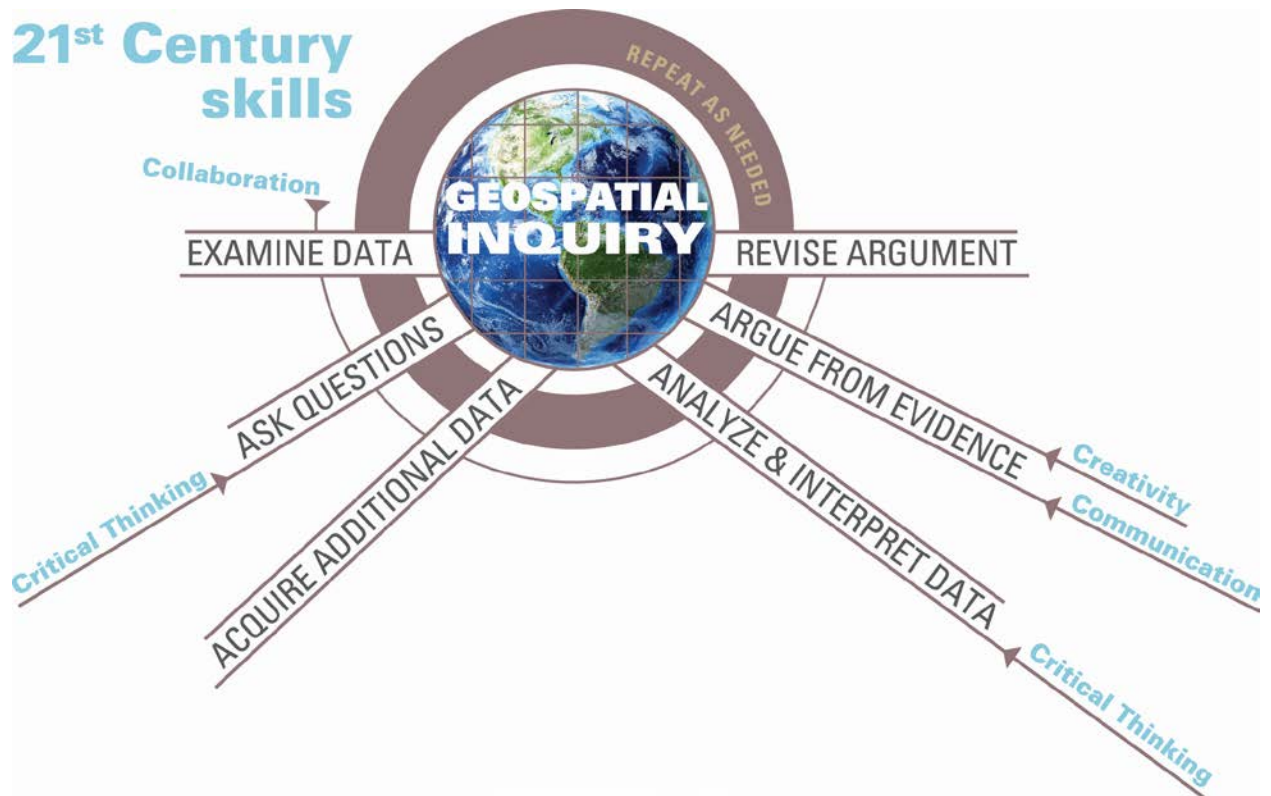 21st Century
skills
REPEAT AS NEEDED
Collaboration
GEOSPATIAL
INQUIRY
EXAMINE DATA
REVISE ARGUMENT
ASK QUESTIONS
ARGUE FROM EVIDENCE
ACQUIRE ADDITIONAL DATA
ANALYZE & INTERPRET DATA
Critical Thinking
Creativity
Communication
Critical Thinking